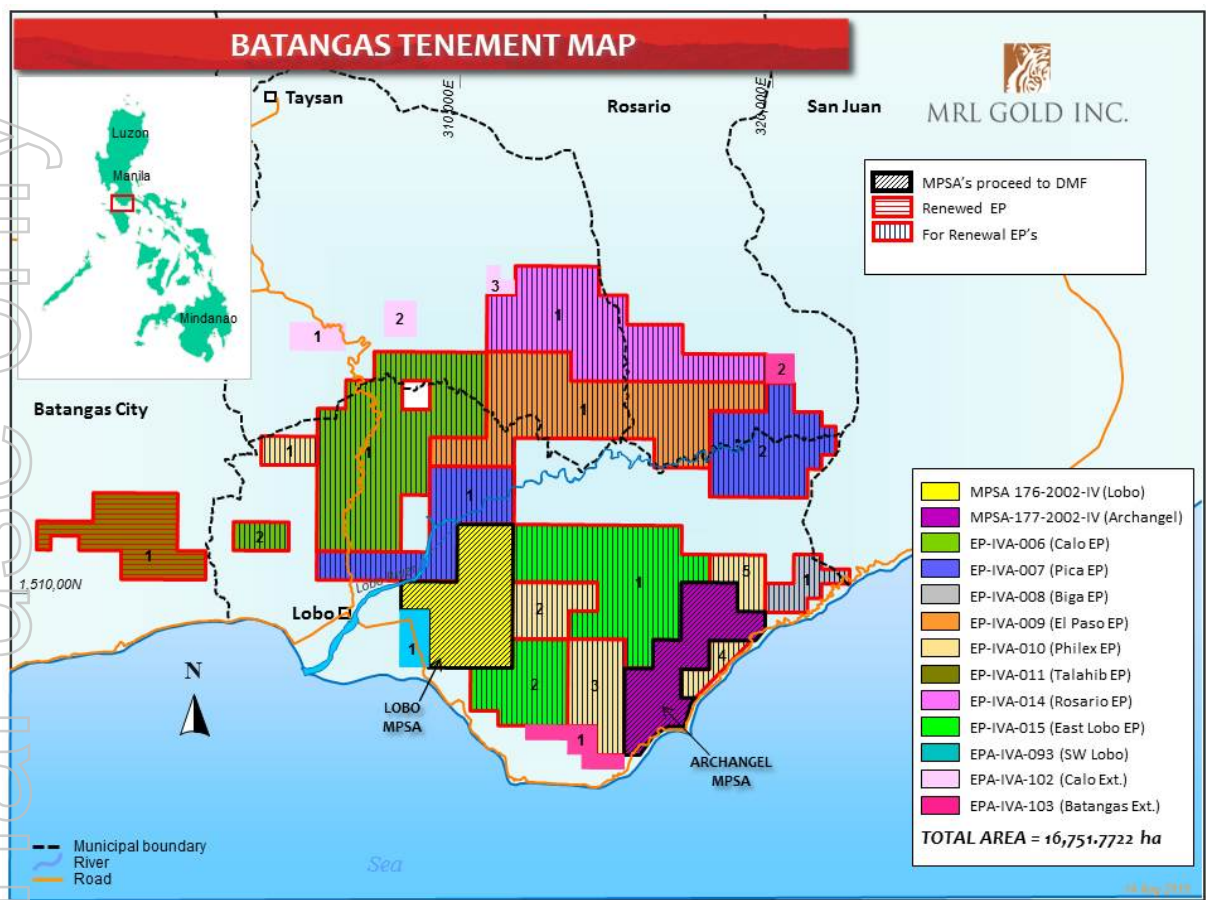 BATANGAS TENEMENT MAP
MRL GOLD INC.
Luzon
Manila
Mindanao
Taysan
310,000E
Rosario
320,000E
San Juan
MPSA's proceed to DMF
Renewed EP
For Renewal EP's
Batangas City
3
2
1
1
2
1
1
1
2
1
1
2
1
1,510,00N
Lobo River
Lobo
1
5
1
2
1
4
2
3
1
N
LOBO
MPSA
ARCHANGEL
MPSA
MPSA 176-2002-IV (Lobo)
MPSA-177-2002-IV (Archangel)
EP-IVA-006 (Calo EP)
EP-IVA-007 (Pica EP)
EP-IVA-008 (Biga EP)
EP-IVA-009 (El Paso EP)
EP-IVA-010 (Philex EP)
EP-IVA-011 (Talahib EP)
EP-IVA-014 (Rosario EP)
EP-IVA-015 (East Lobo EP)
EPA-IVA-093 (SW Lobo)
EPA-IVA-102 (Calo Ext.)
EPA-IVA-103 (Batangas Ext.)
TOTAL AREA = 16,751.7722 ha
Municipal boundary
River
Road
Sea